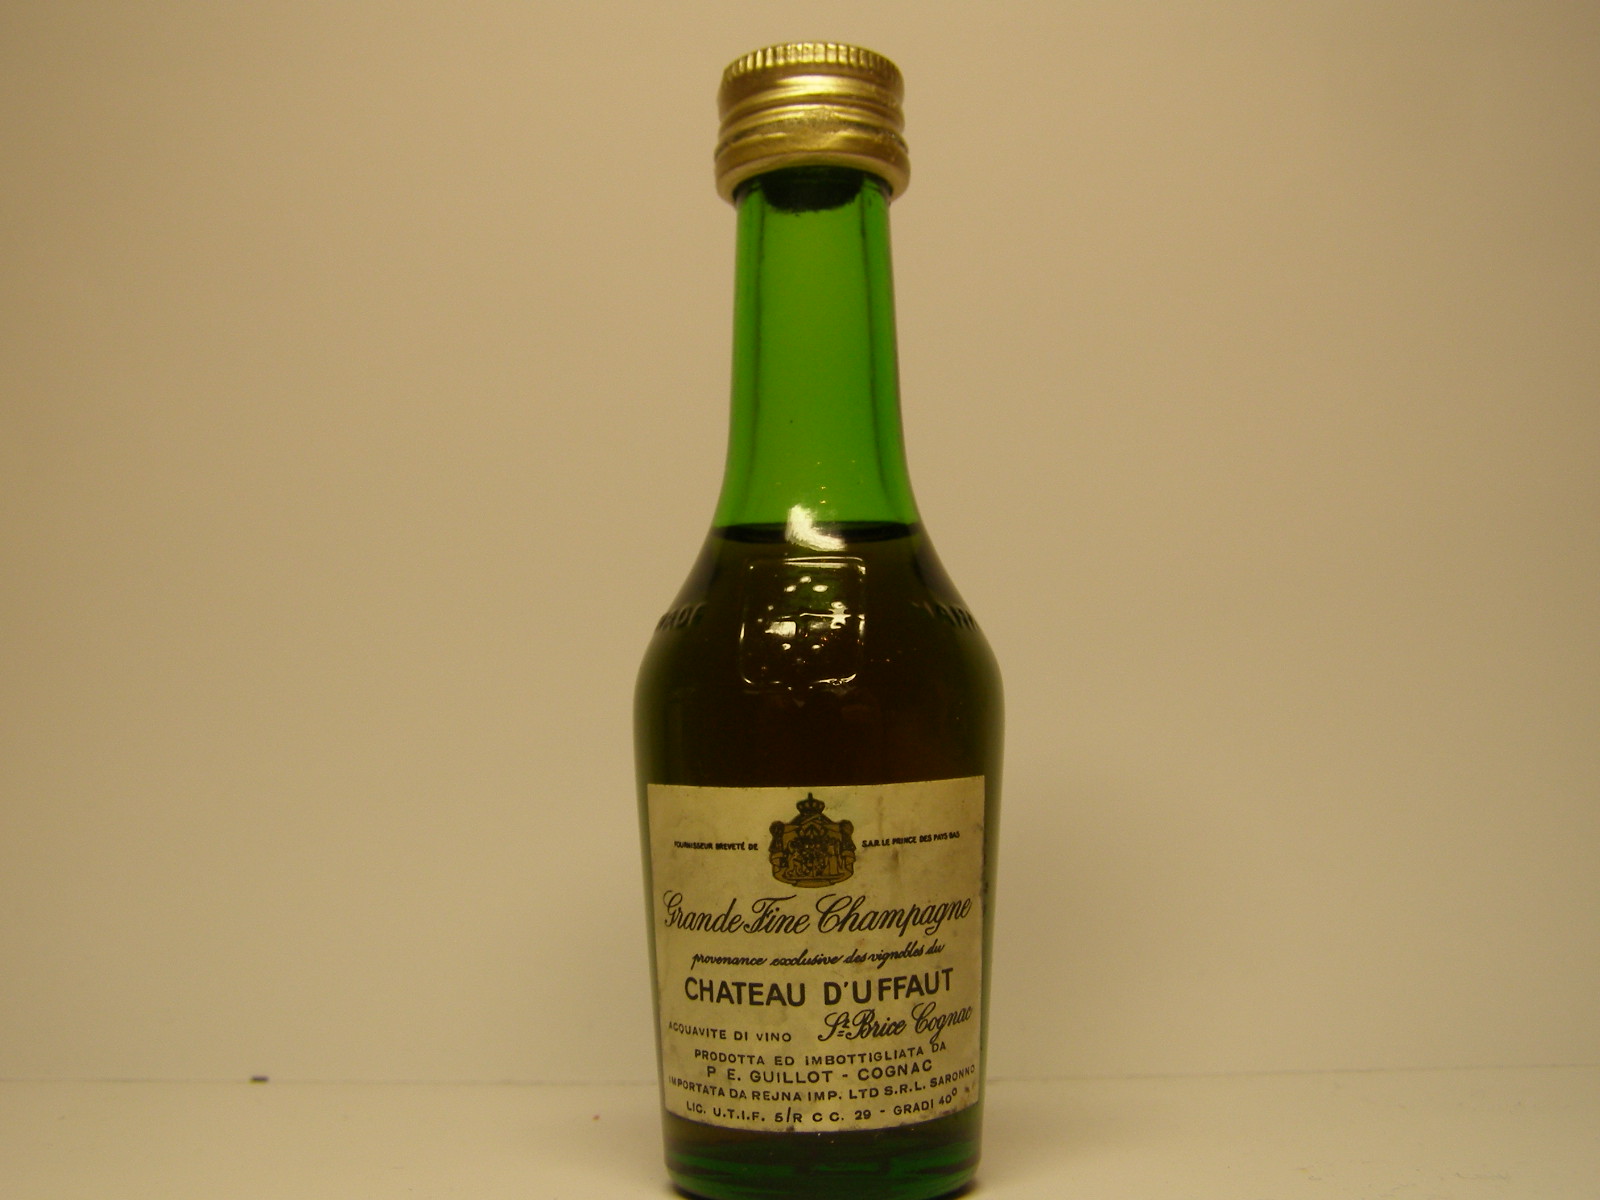 FOURNISSEUR BREVETÉ DE S.A.R. LE PRINCE DES PAYS BAS
Grande Fine Champagne
provenance exclusive des vignobles du
CHATEAU D'UFFAUT
ACQUAVITE DI VINO St Brice Cognac
PRODOTTA ED IMBOTTIGLIATA DA
P E. GUILLOT - COGNAC
IMPORTATA DA REJNA IMP. LTD S.R.L. SARONNO
LIC. U.T.I.F. 5/R C C. 29 - GRADI 40°